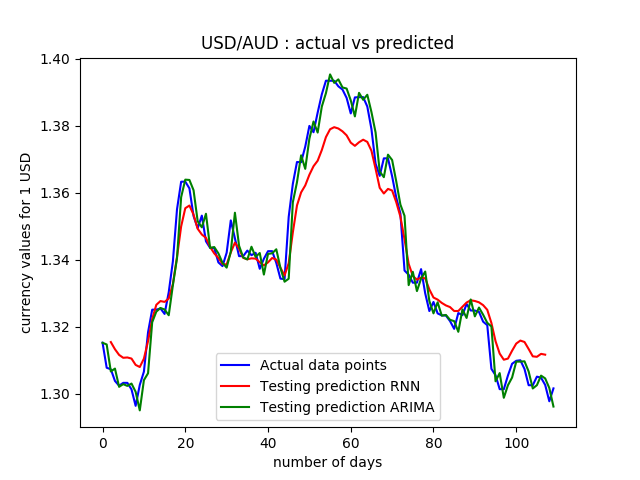 USD/AUD : actual vs predicted
1.40
1.38
1.36
1.34
1.32
1.30
currency values for 1 USD
Actual data points
Testing prediction RNN
Testing prediction ARIMA
0 20 40 60 80 100
number of days